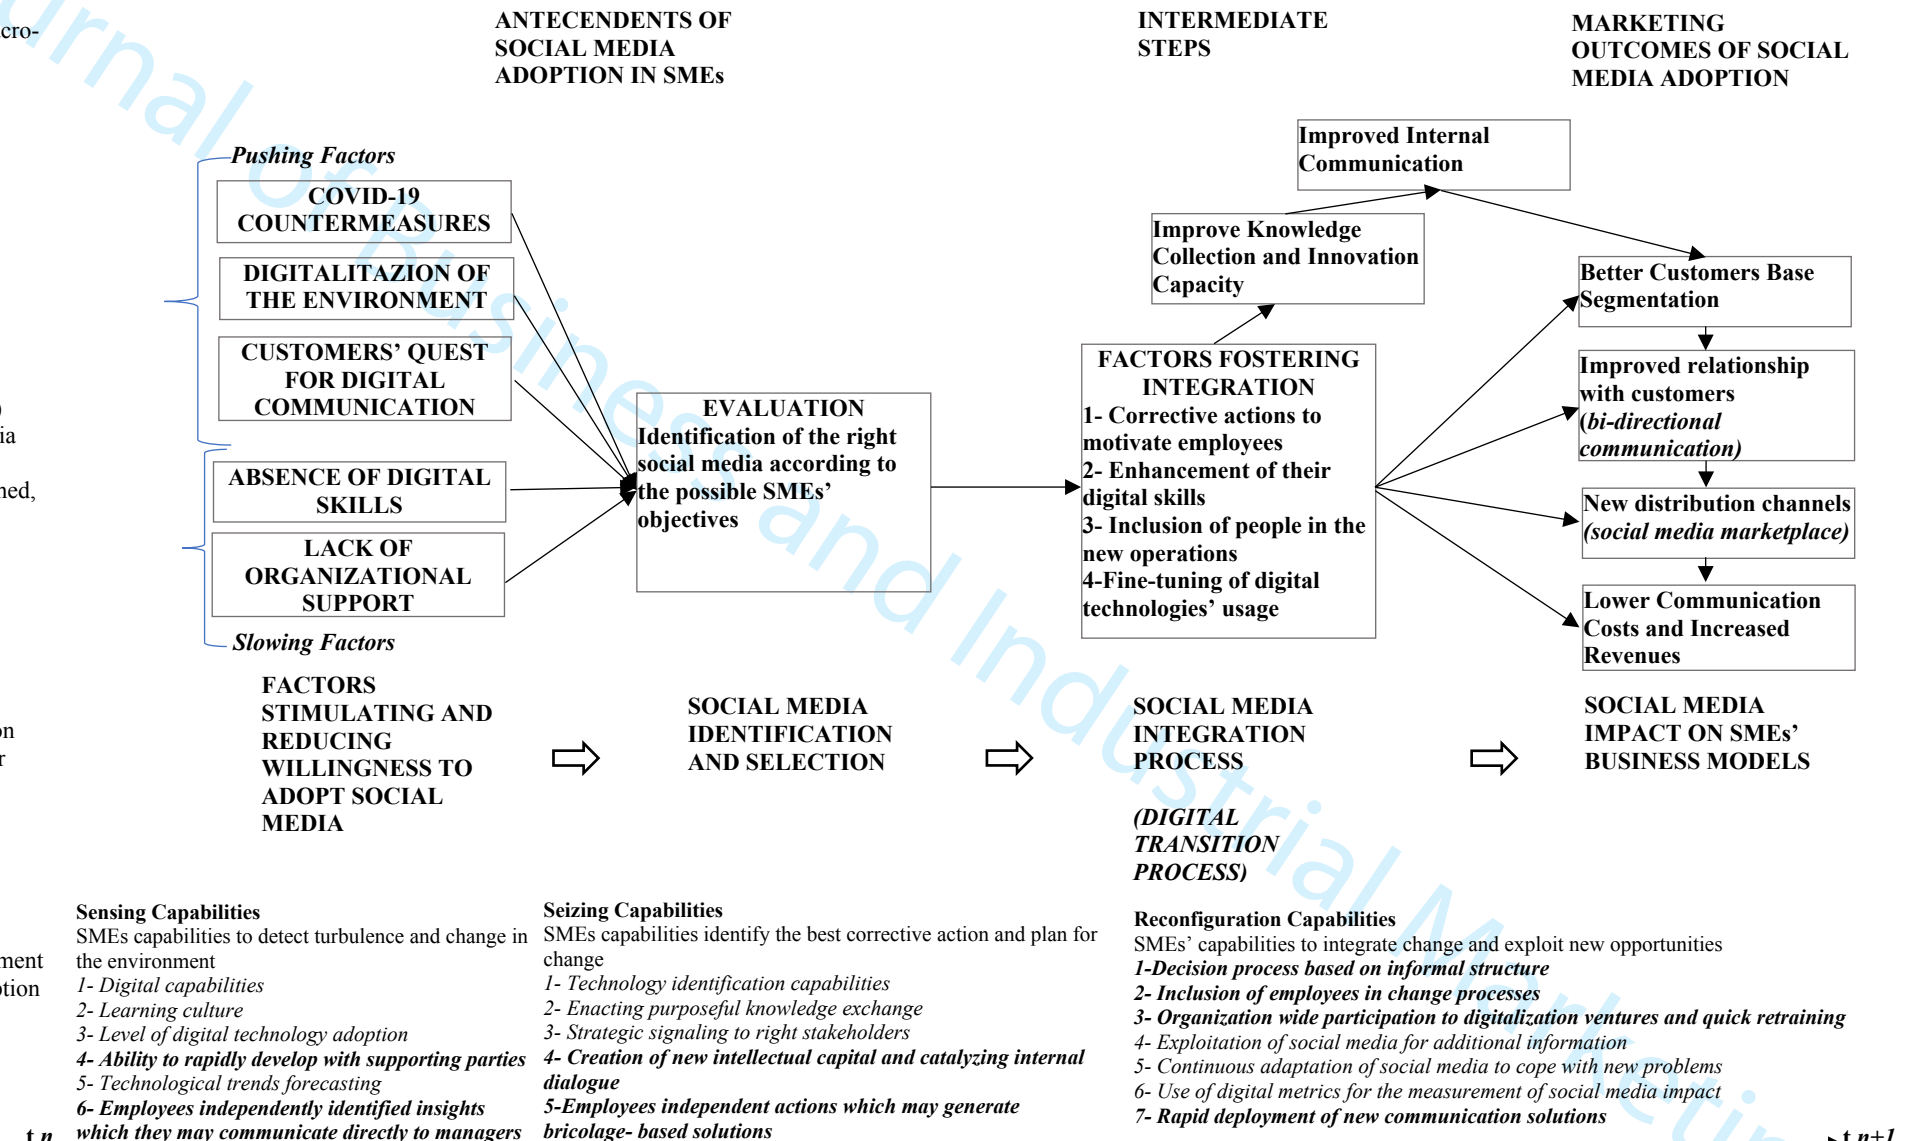 cro-
)
ia
ned,
on
r
ment
otion
t n
ANTECENDENTS OF
SOCIAL MEDIA
ADOPTION IN SMEs
INTERMEDIATE
STEPS
MARKETING
OUTCOMES OF SOCIAL
MEDIA ADOPTION
Pushing Factors
COVID-19
COUNTERMEASURES
DIGITALITAZION OF
THE ENVIRONMENT
CUSTOMERS’ QUEST
FOR DIGITAL
COMMUNICATION
ABSENCE OF DIGITAL
SKILLS
LACK OF
ORGANIZATIONAL
SUPPORT
Slowing Factors
EVALUATION
Identification of the right
social media according to
the possible SMEs’
objectives
FACTORS FOSTERING
INTEGRATION
1- Corrective actions to
motivate employees
2- Enhancement of their
digital skills
3- Inclusion of people in the
new operations
4-Fine-tuning of digital
technologies’ usage
Improve Knowledge
Collection and Innovation
Capacity
Improved Internal
Communication
Better Customers Base
Segmentation
Improved relationship
with customers
(bi-directional
communication)
New distribution channels
(social media marketplace)
Lower Communication
Costs and Increased
Revenues
FACTORS
STIMULATING AND
REDUCING
WILLINGNESS TO
ADOPT SOCIAL
MEDIA
SOCIAL MEDIA
IDENTIFICATION
AND SELECTION
SOCIAL MEDIA
INTEGRATION
PROCESS
(DIGITAL
TRANSITION
PROCESS)
SOCIAL MEDIA
IMPACT ON SMEs’
BUSINESS MODELS
Sensing Capabilities
SMEs capabilities to detect turbulence and change in
the environment
1- Digital capabilities
2- Learning culture
3- Level of digital technology adoption
4- Ability to rapidly develop with supporting parties
5- Technological trends forecasting
6- Employees independently identified insights
which they may communicate directly to managers
Seizing Capabilities
SMEs capabilities identify the best corrective action and plan for
change
1- Technology identification capabilities
2- Enacting purposeful knowledge exchange
3- Strategic signaling to right stakeholders
4- Creation of new intellectual capital and catalyzing internal
dialogue
5-Employees independent actions which may generate
bricolage- based solutions
Reconfiguration Capabilities
SMEs’ capabilities to integrate change and exploit new opportunities
1-Decision process based on informal structure
2- Inclusion of employees in change processes
3- Organization wide participation to digitalization ventures and quick retraining
4- Exploitation of social media for additional information
5- Continuous adaptation of social media to cope with new problems
6- Use of digital metrics for the measurement of social media impact
7- Rapid deployment of new communication solutions
t n+1
urnal of Business and Industrial Marketin